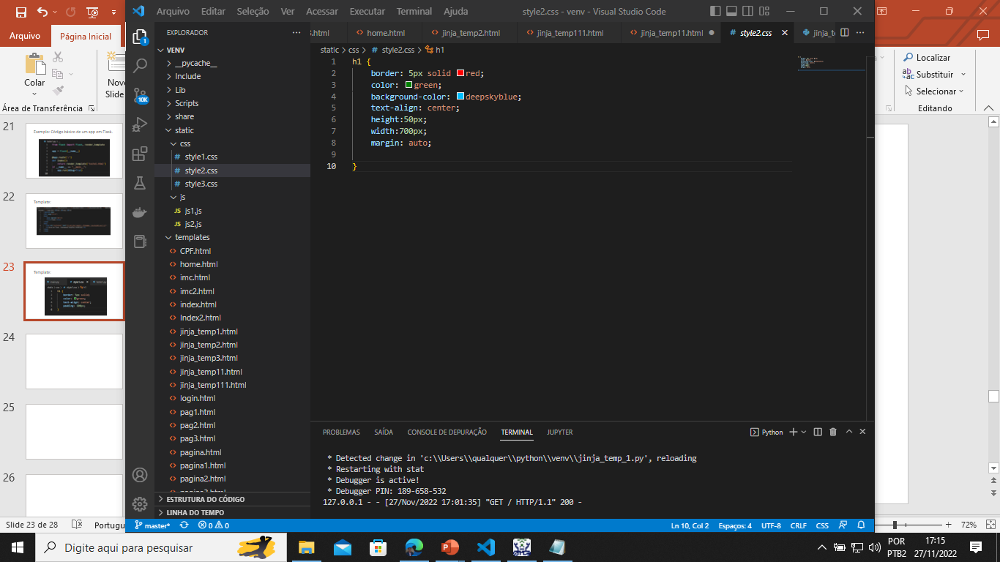 Arquivo Editar Seleção Ver Acessar Executar Terminal Ajuda
style2.css - venv - Visual Studio Code
Arquivo
Página Inicial
Colar
Novo
Slide
Área de Transferência
Localizar
Substituir
Selecionar
Editando
21
Exemplo: Código básico de um app em Flask.
22
Template:
23
Template:
24
25
26
EXPLORADOR
VENV
__pycache__
Include
Lib
Scripts
share
static
css
# style1.css
# style2.css
# style3.css
js
JS js1.js
JS js2.js
templates
<> CPF.html
<> home.html
<> imc.html
<> imc2.html
<> index.html
<> Index2.html
<> jinja_temp1.html
<> jinja_temp2.html
<> jinja_temp3.html
<> jinja_temp11.html
<> jinja_temp111.html
<> login.html
<> pag1.html
<> pag2.html
<> pag3.html
<> pagina.html
<> pagina1.html
<> pagina2.html
ESTRUTURA DO CÓDIGO
LINHA DO TEMPO
1
10K
.html <> home.html <> jinja_temp2.html <> jinja_temp111.html <> jinja_temp11.html # style2.css
static > css > # style2.css > h1
1 h1 {
2 border: 5px solid red;
3 color: green;
4 background-color: deepskyblue;
5 text-align: center;
6 height:50px;
7 width:700px;
8 margin: auto;
9
10 }
PROBLEMAS SAÍDA CONSOLE DE DEPURAÇÃO TERMINAL JUPYTER
Python
* Detected change in 'c:\\Users\\qualquer\\python\\venv\\jinja_temp_1.py', reloading
* Restarting with stat
* Debugger is active!
* Debugger PIN: 189-658-532
127.0.0.1 - - [27/Nov/2022 17:01:35] "GET / HTTP/1.1" 200 -
master* 0 0
Ln 10, Col 2 Espaços: 4 UTF-8 CRLF CSS
Slide 23 de 28
72%
Digite aqui para pesquisar
POR
PTB2
17:15
27/11/2022